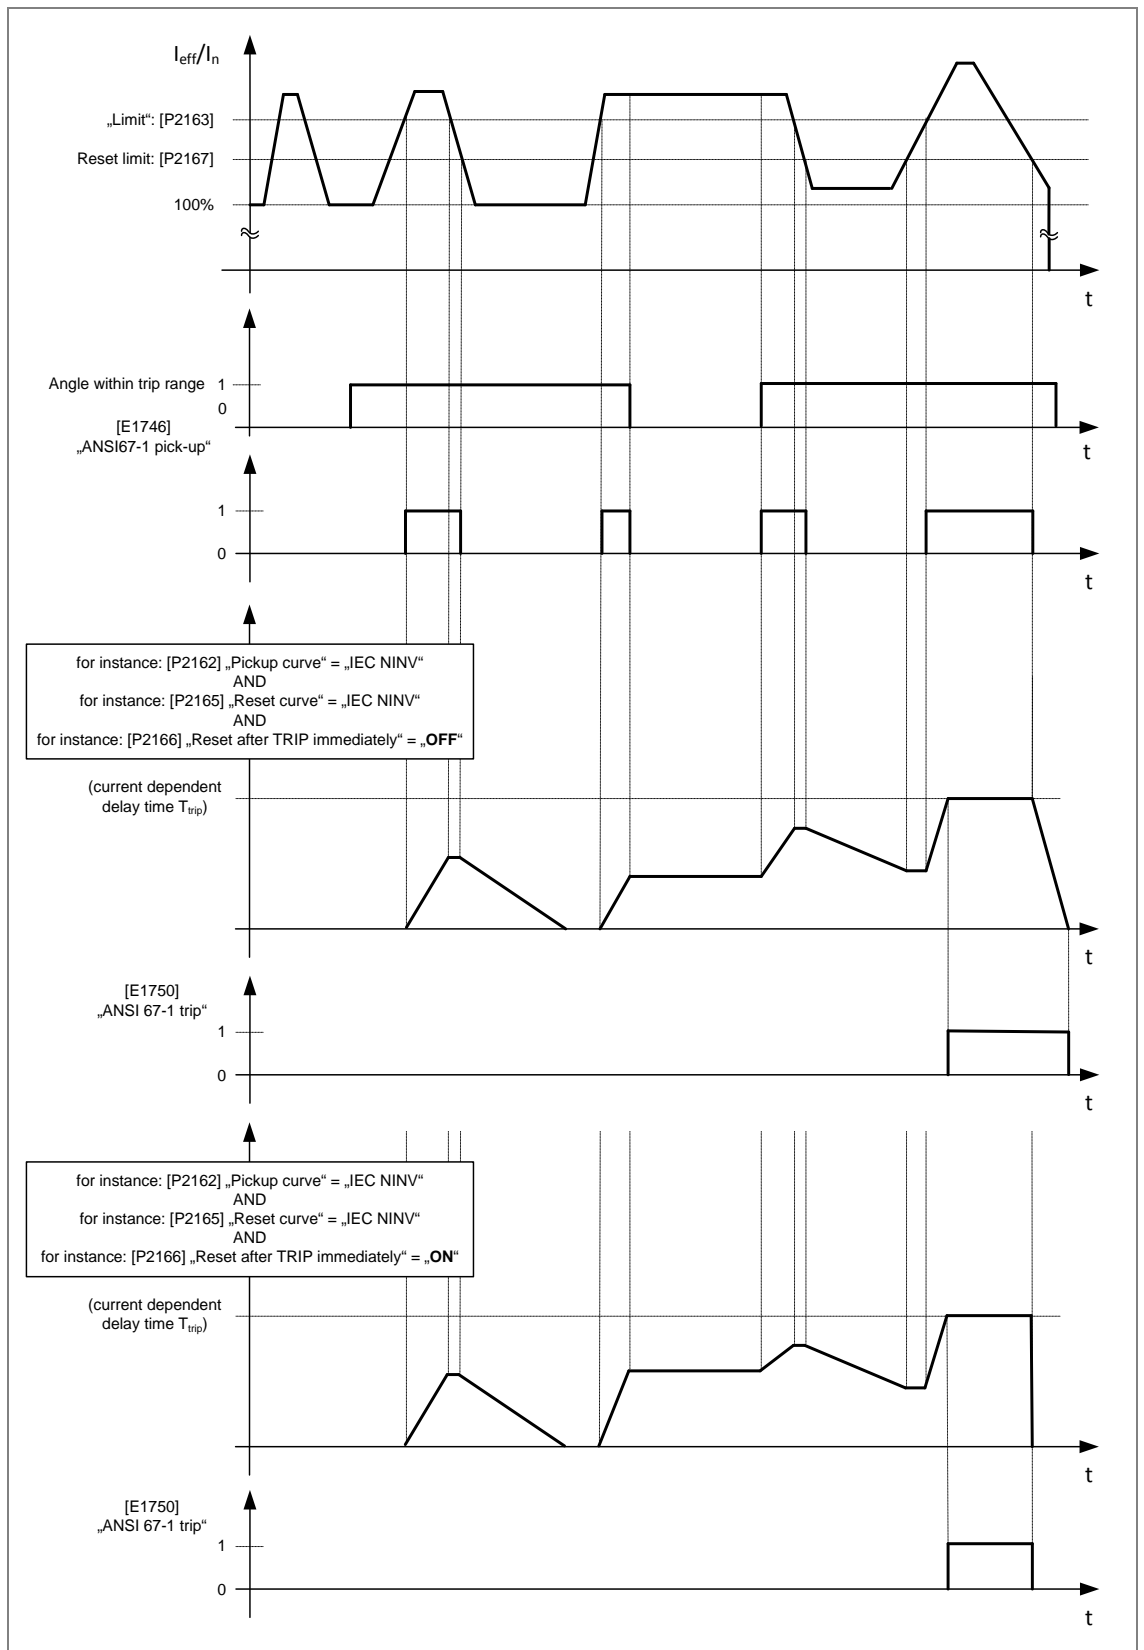 Ieff/In
„Limit“: [P2163]
Reset limit: [P2167]
100%
t
Angle within trip range 1
0
[E1746]
„ANSI67-1 pick-up“
t
1
0
t
for instance: [P2162] „Pickup curve“ = „IEC NINV“
AND
for instance: [P2165] „Reset curve“ = „IEC NINV“
AND
for instance: [P2166] „Reset after TRIP immediately“ = „OFF“
(current dependent
delay time Ttrip)
t
[E1750]
„ANSI 67-1 trip“
1
0
t
for instance: [P2162] „Pickup curve“ = „IEC NINV“
AND
for instance: [P2165] „Reset curve“ = „IEC NINV“
AND
for instance: [P2166] „Reset after TRIP immediately“ = „ON“
(current dependent
delay time Ttrip)
t
[E1750]
„ANSI 67-1 trip“
1
0
t